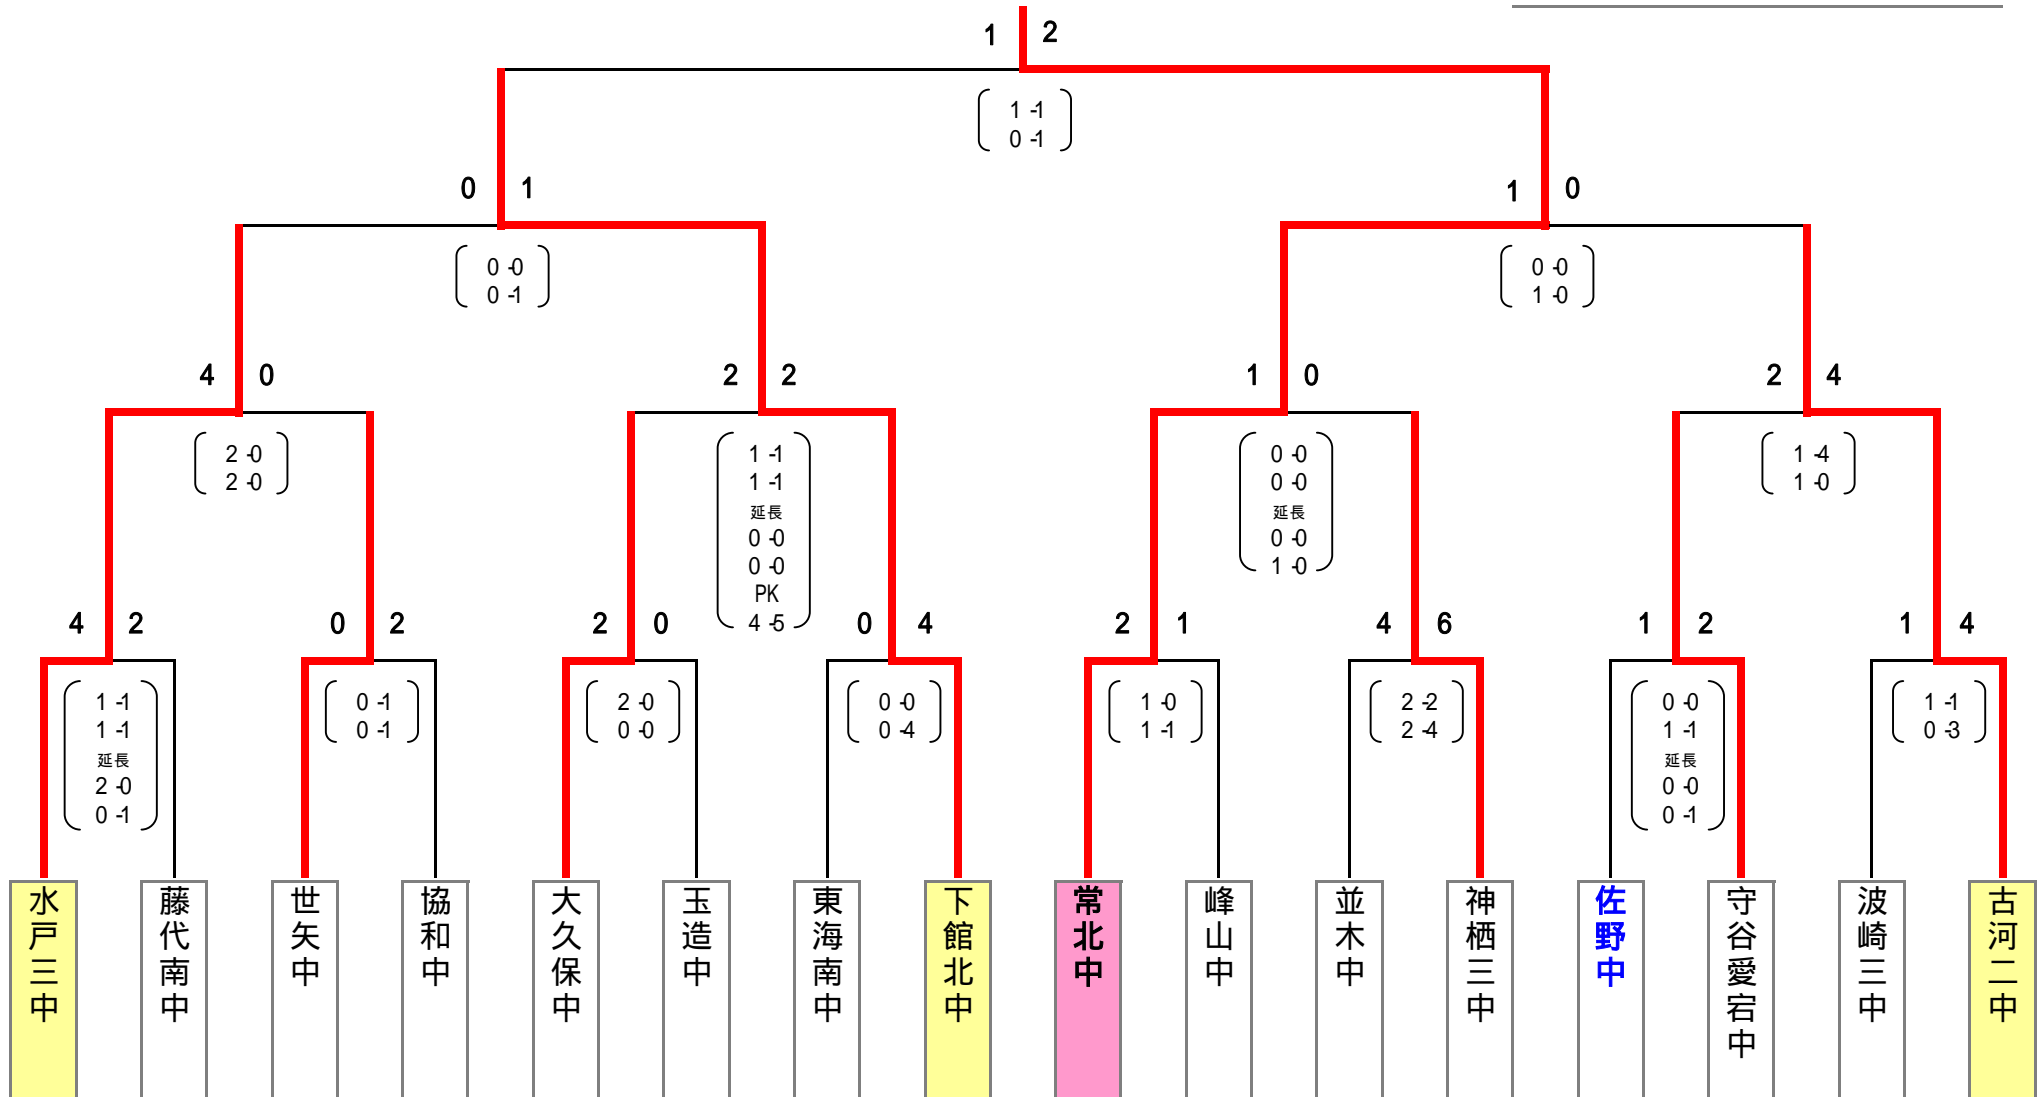 1 2
1 -1
0 -1
0 1
1 0
0 -0
0 -1
0 -0
1 -0
4 0
2 2
1 0
2 4
2 -0
2 -0
1 -1
1 -1
延長
0 -0
0 -0
PK
4 -5
0 -0
0 -0
延長
0 -0
1 -0
1 -4
1 -0
4 2
0 2
2 0
0 4
2 1
4 6
1 2
1 4
1 -1
1 -1
延長
2 -0
0 -1
0 -1
0 -1
2 -0
0 -0
0 -0
0 -4
1 -0
1 -1
2 -2
2 -4
0 -0
1 -1
延長
0 -0
0 -1
1 -1
0 -3
水戸三中
藤代南中
世矢中
協和中
大久保中
玉造中
東海南中
下館北中
常北中
峰山中
並木中
神栖三中
佐野中
守谷愛宕中
波崎三中
古河二中